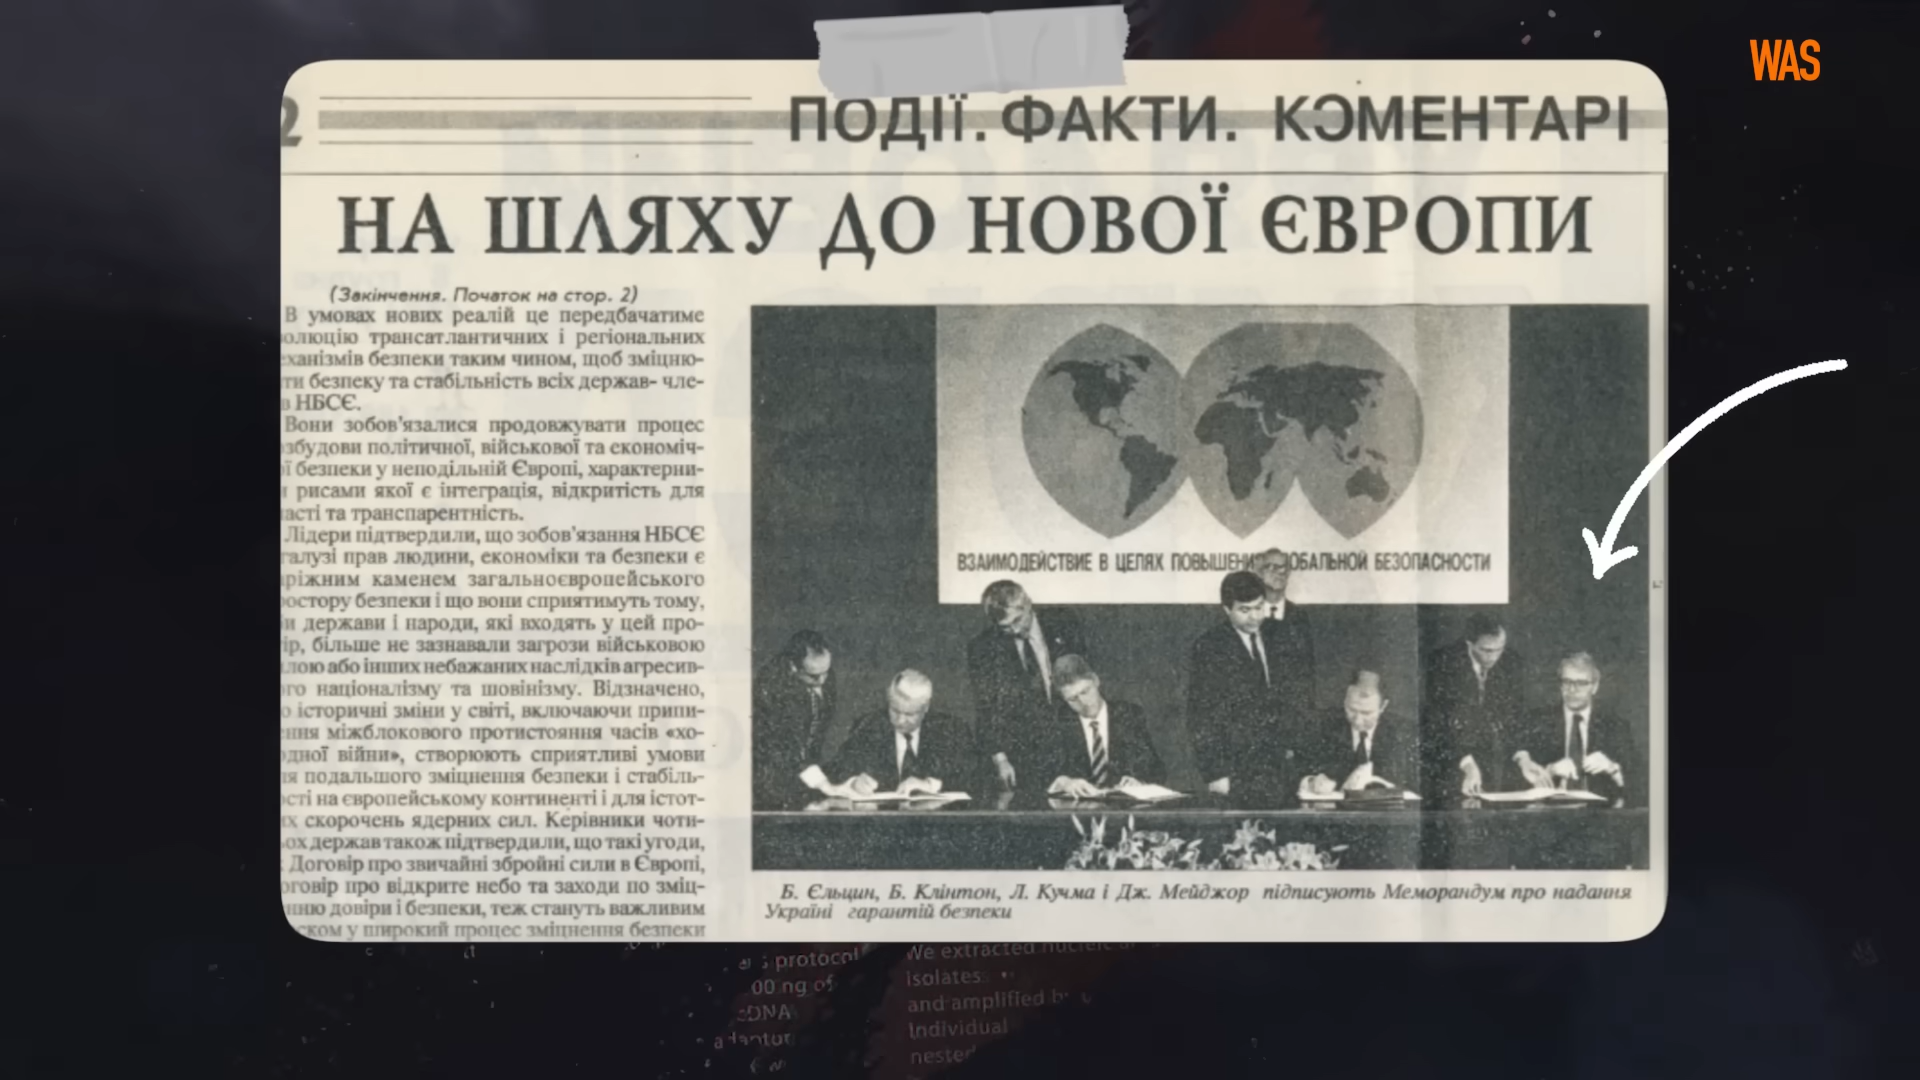 WAS
2
ПОДІЇ. ФАКТИ. КОМЕНТАРІ
НА ШЛЯХУ ДО НОВОЇ ЄВРОПИ
(Закінчення. Початок на стор. 2)
В умовах нових реалій це передбачатиме
олюцію трансатлантичних і регіональних
еханізмів безпеки таким чином, щоб зміцню-
ти безпеку та стабільність всіх держав- чле-
в НБСЄ.
Вони зобов'язалися продовжувати процес
збудови політичної, військової та економіч-
ї безпеки у неподільній Європі, характерни-
и рисами якої є інтеграція, відкритість для
асті та транспарентність.
Лідери підтвердили, що зобов'язання НБСЄ
галузі прав людини, економіки та безпеки є
ріжним каменем загальноєвропейського
остору безпеки і що вони сприятимуть тому,
и держави і народи, які входять у цей про-
ір, більше не зазнавали загрози військовою
лою або інших небажаних наслідків агресив-
го націоналізму та шовінізму. Відзначено,
о історичні зміни у світі, включаючи припи-
ння міжблокового протистояння часів «хо-
дної війни», створюють сприятливі умови
я подальшого зміцнення безпеки і стабіль-
сті на європейському континенті і для істот-
х скорочень ядерних сил. Керівники чоти-
ох держав також підтвердили, що такі угоди,
Договір про звичайні збройні сили в Європі,
оговір про відкрите небо та заходи по зміц-
нню довіри і безпеки, теж стануть важливим
ском у широкий процес зміцнення безпеки
ВЗАИМОДЕЙСТВИЕ В ЦЕЛЯХ ПОВЫШЕНИ ОБАЛЬНОЙ БЕЗОПАСНОСТИ
Б. Єльцин, Б. Клінтон, Л. Кучма і Дж. Мейджор підписують Меморандум про надання
Україні гарантій безпеки
protocol
00 ng of
DNA
We extracted
isolates
and amplified
Individual
nested